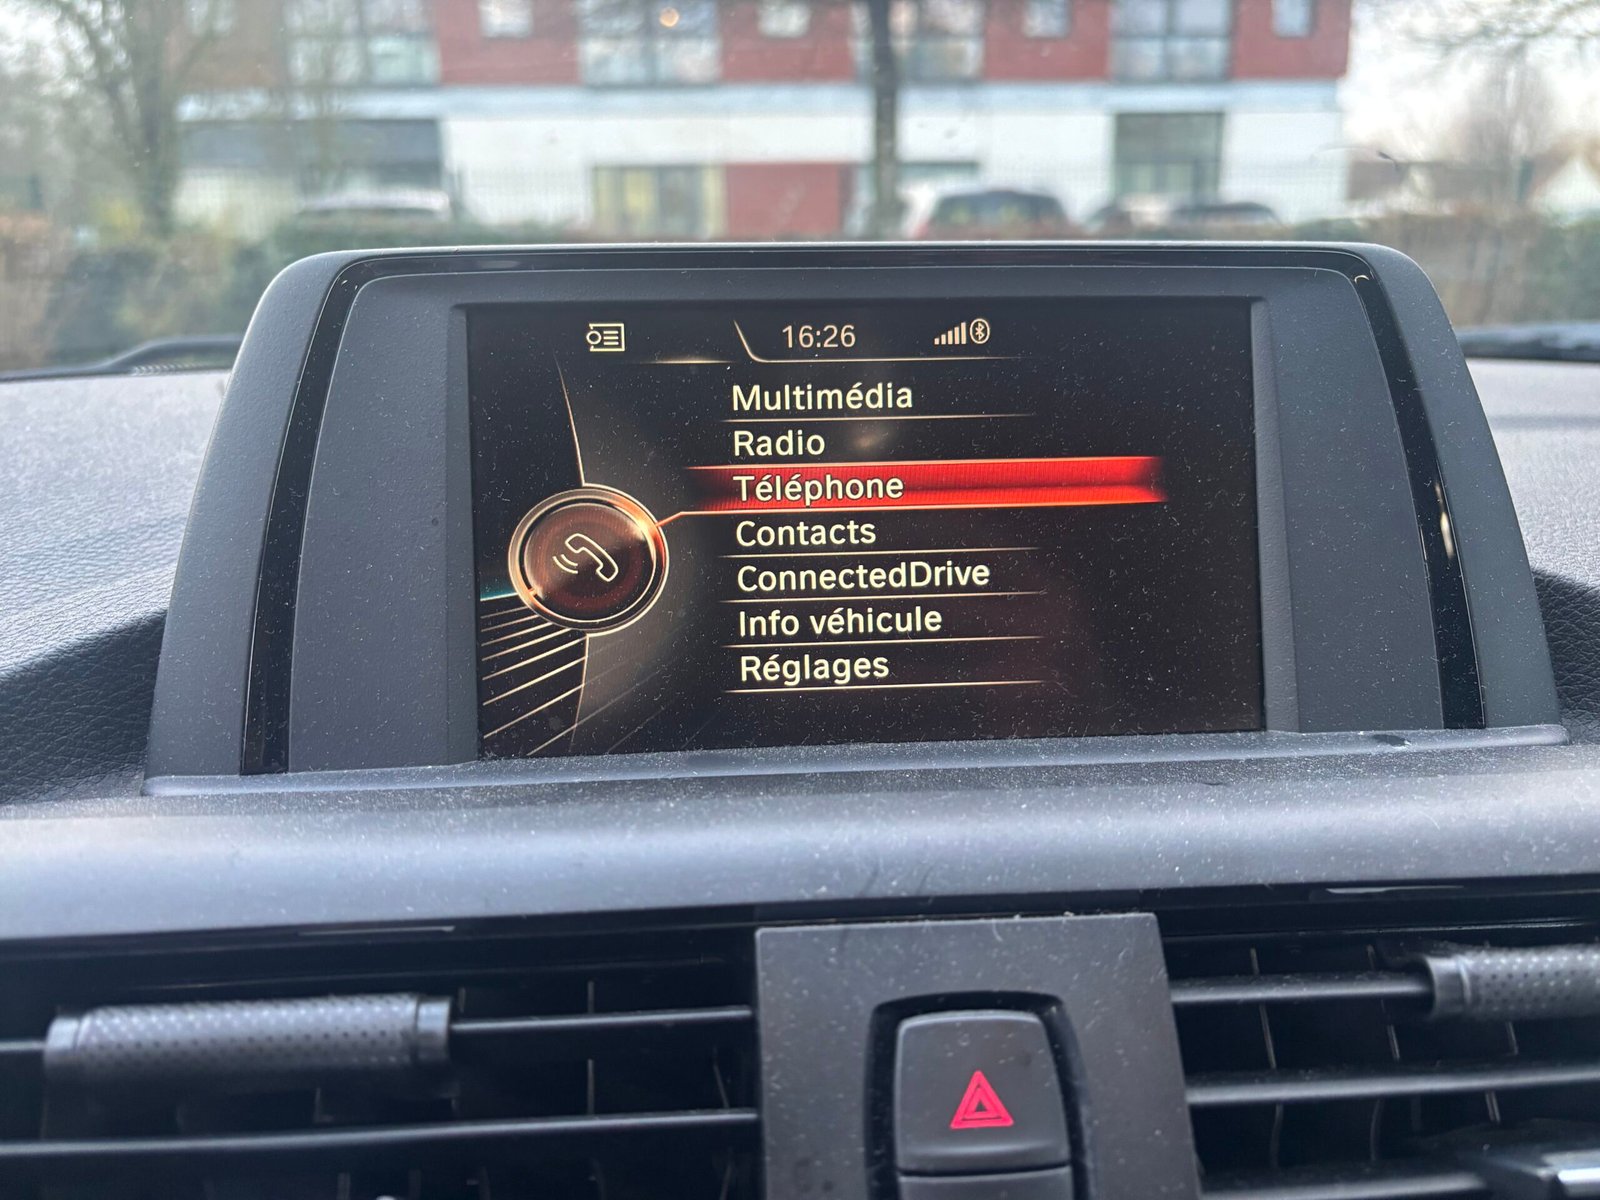 16:26
Multimédia
Radio
Téléphone
Contacts
ConnectedDrive
Info véhicule
Réglages